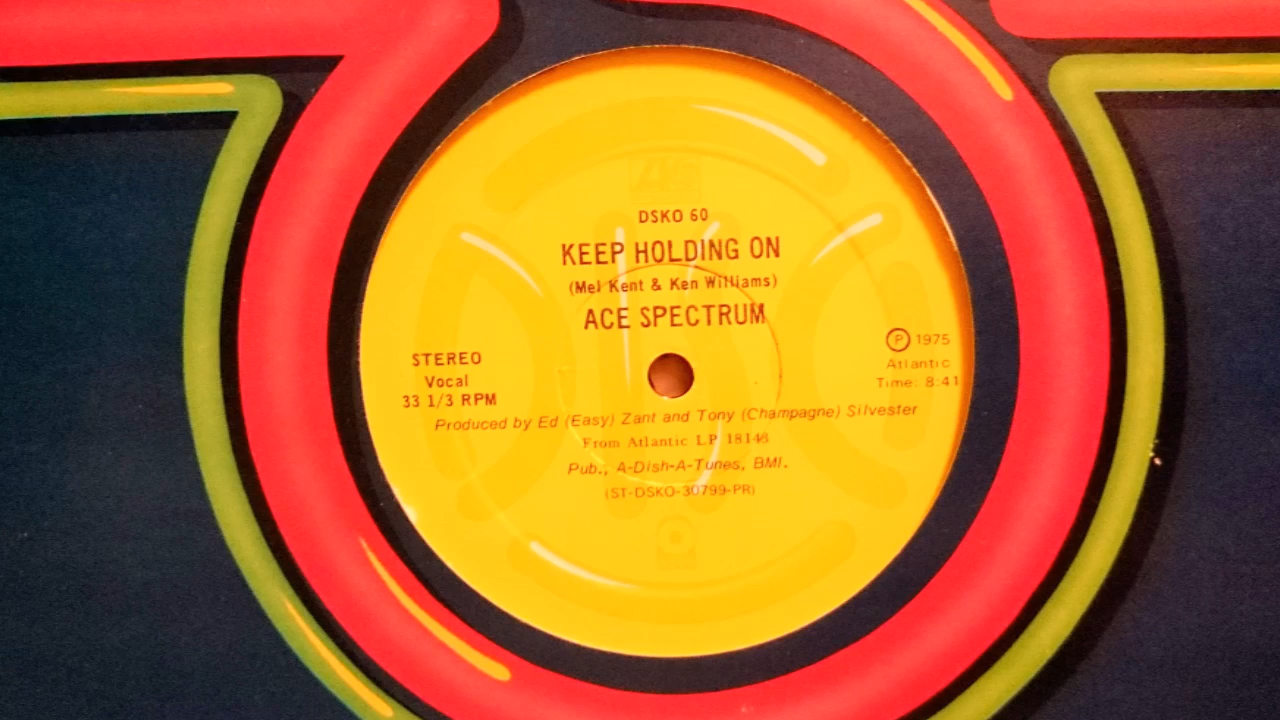 DSKO 60
KEEP HOLDING ON
(Mel Kent & Ken Williams)
ACE SPECTRUM
STEREO
Vocal
33 1/3 RPM
Ⓟ 1975
Atlantic
Time: 8:41
Produced by Ed (Easy) Zant and Tony (Champagne) Silvester
From Atlantic LP 18143
Pub., A-Dish-A-Tunes, BMI.
(ST-DSKO-30799-PR)